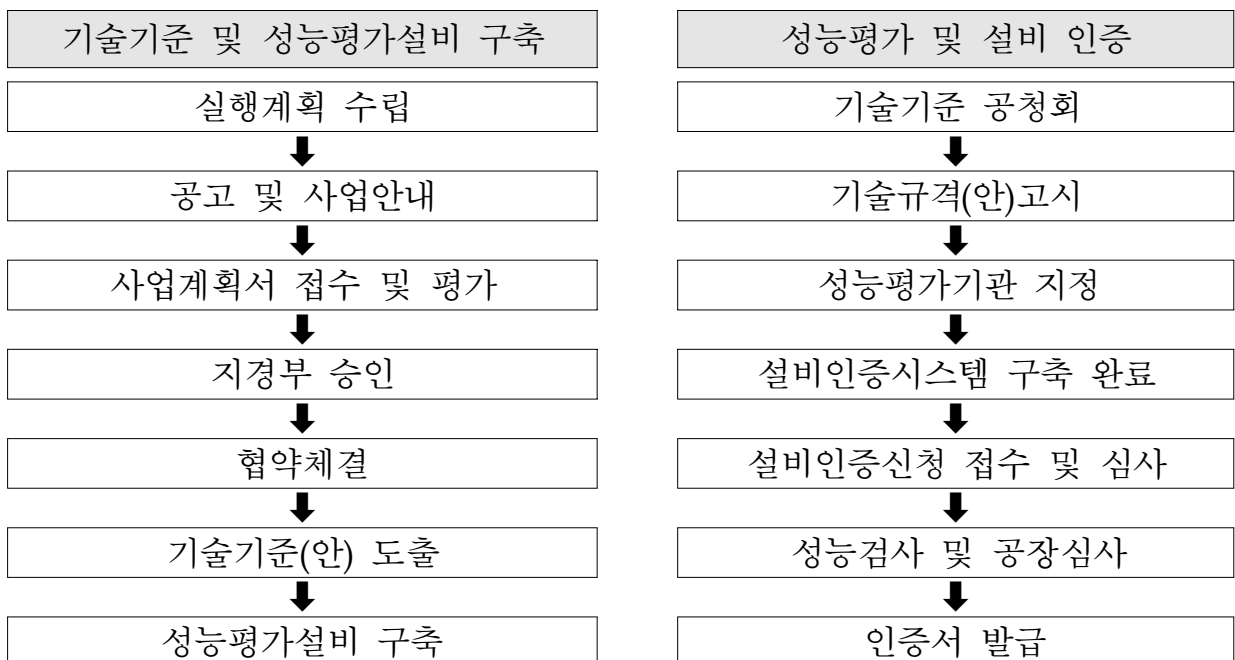 기술기준 및 성능평가설비 구축
실행계획 수립
공고 및 사업안내
사업계획서 접수 및 평가
지경부 승인
협약체결
기술기준(안) 도출
성능평가설비 구축
성능평가 및 설비 인증
기술기준 공청회
기술규격(안)고시
성능평가기관 지정
설비인증시스템 구축 완료
설비인증신청 접수 및 심사
성능검사 및 공장심사
인증서 발급